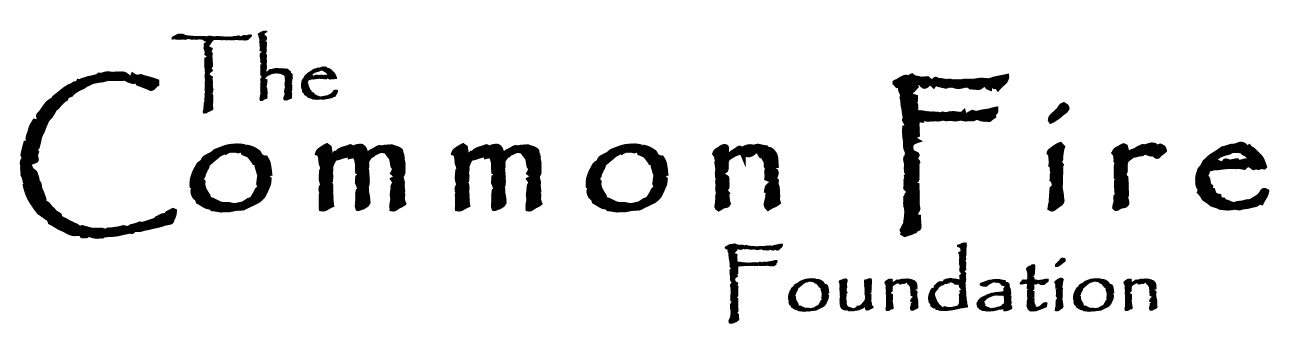 The
Common Fire
Foundation